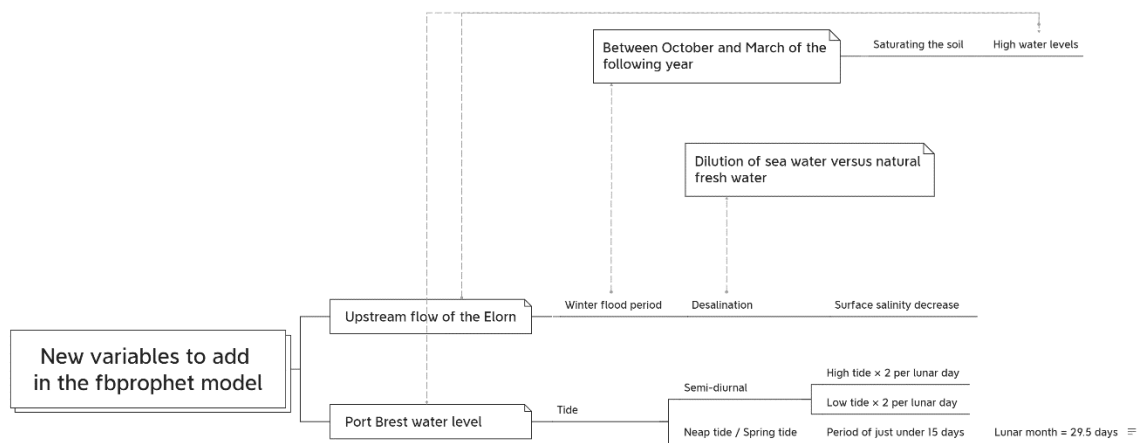 Between October and March of the
following year
Saturating the soil
High water levels
Dilution of sea water versus natural
fresh water
Upstream flow of the Elorn
Winter flood period
Desalination
Surface salinity decrease
New variables to add
in the fbprophet model
Port Brest water level
Tide
Semi-diurnal
High tide × 2 per lunar day
Low tide × 2 per lunar day
Neap tide / Spring tide
Period of just under 15 days
Lunar month = 29.5 days